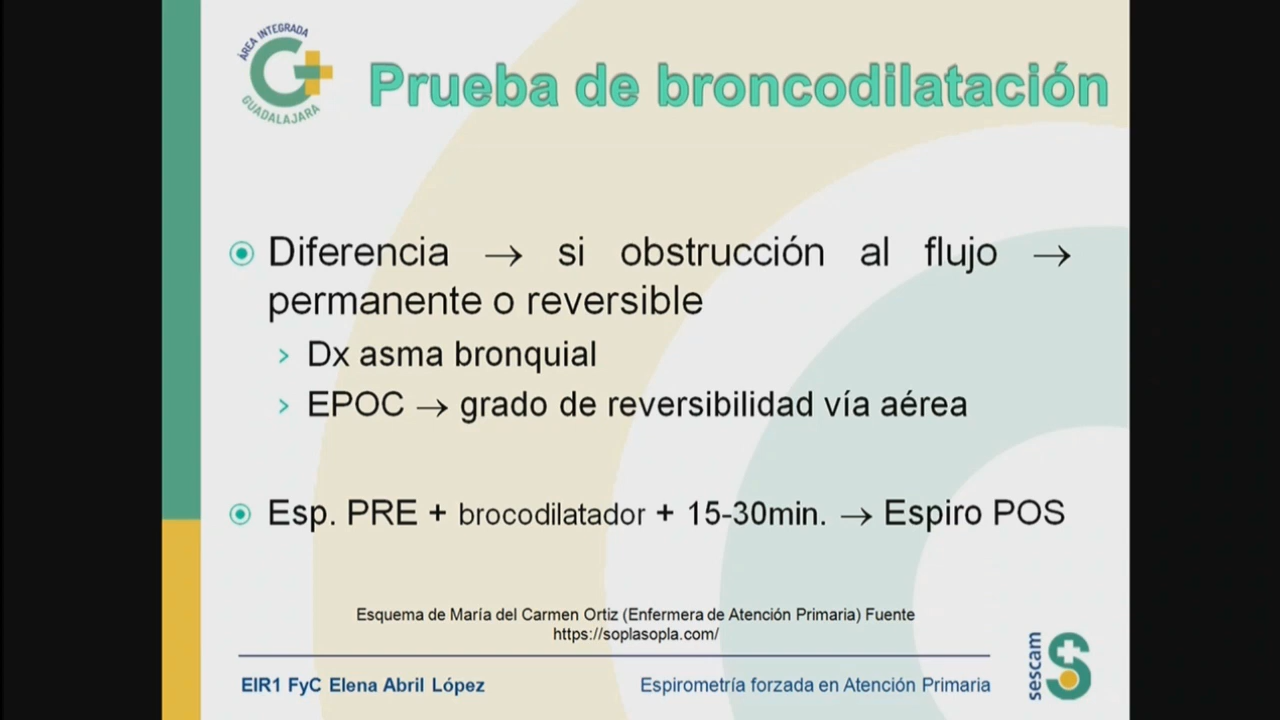 ÁREA INTEGRADA
GUADALAJARA
Prueba de broncodilatación
Diferencia → si obstrucción al flujo →
permanente o reversible
> Dx asma bronquial
> EPOC → grado de reversibilidad vía aérea
Esp. PRE + brocodilatador + 15-30min. → Espiro POS
Esquema de María del Carmen Ortiz (Enfermera de Atención Primaria) Fuente
https://soplasopla.com/
EIR1 FyC Elena Abril López
Espirometría forzada en Atención Primaria
sescam